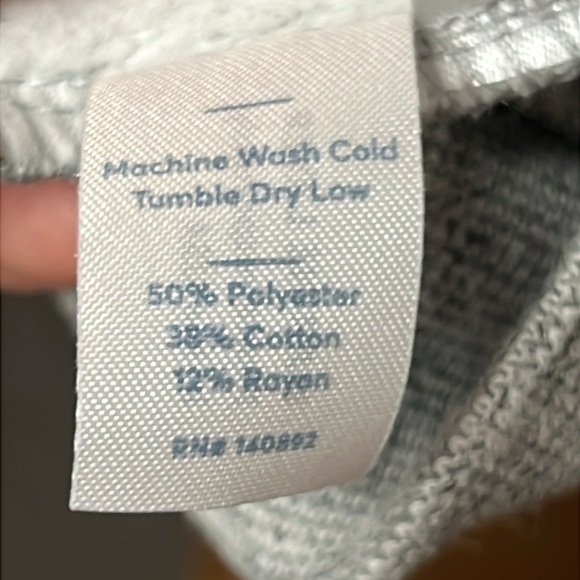 Machine Wash Cold
Tumble Dry Low
50% Polyester
38% Cotton
12% Rayon
RN# 140892